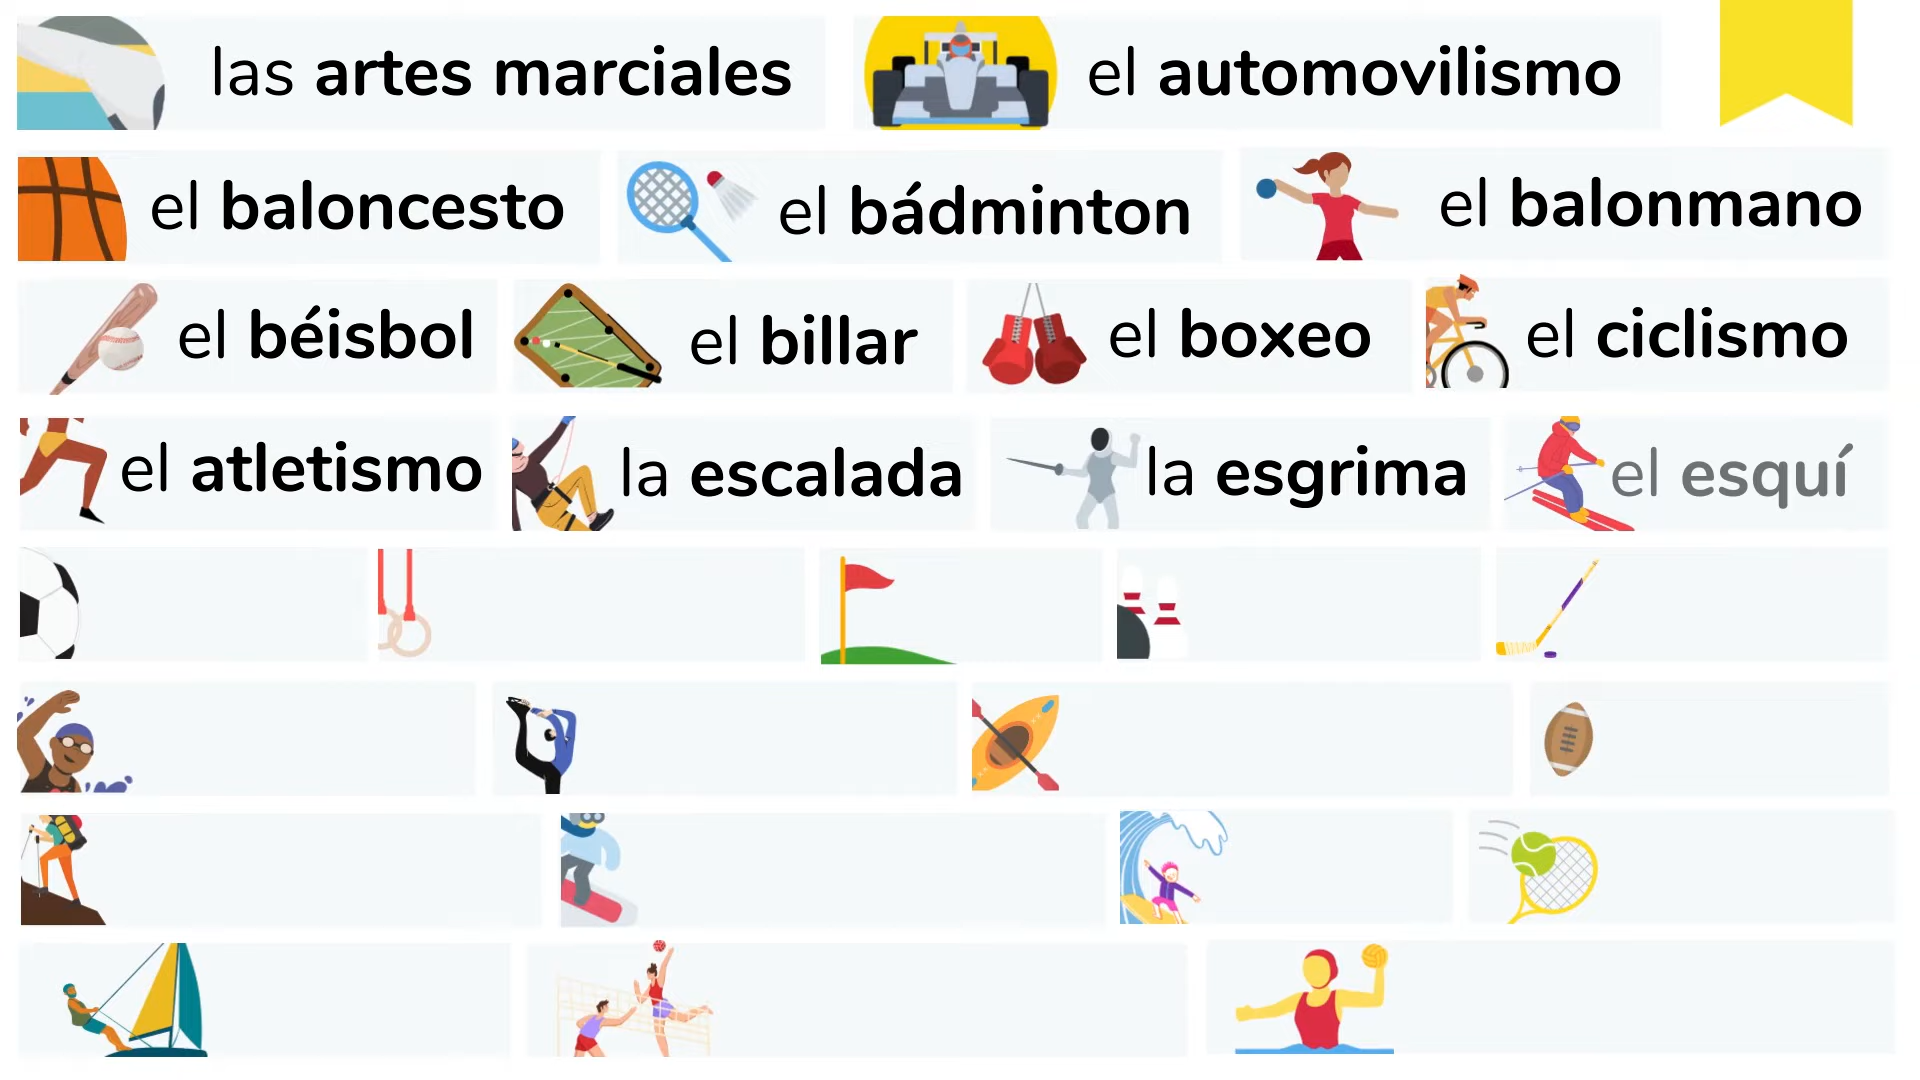 las artes marciales
el automovilismo
el baloncesto
el bádminton
el balonmano
el béisbol
el billar
el boxeo
el ciclismo
el atletismo
la escalada
la esgrima
el esquí